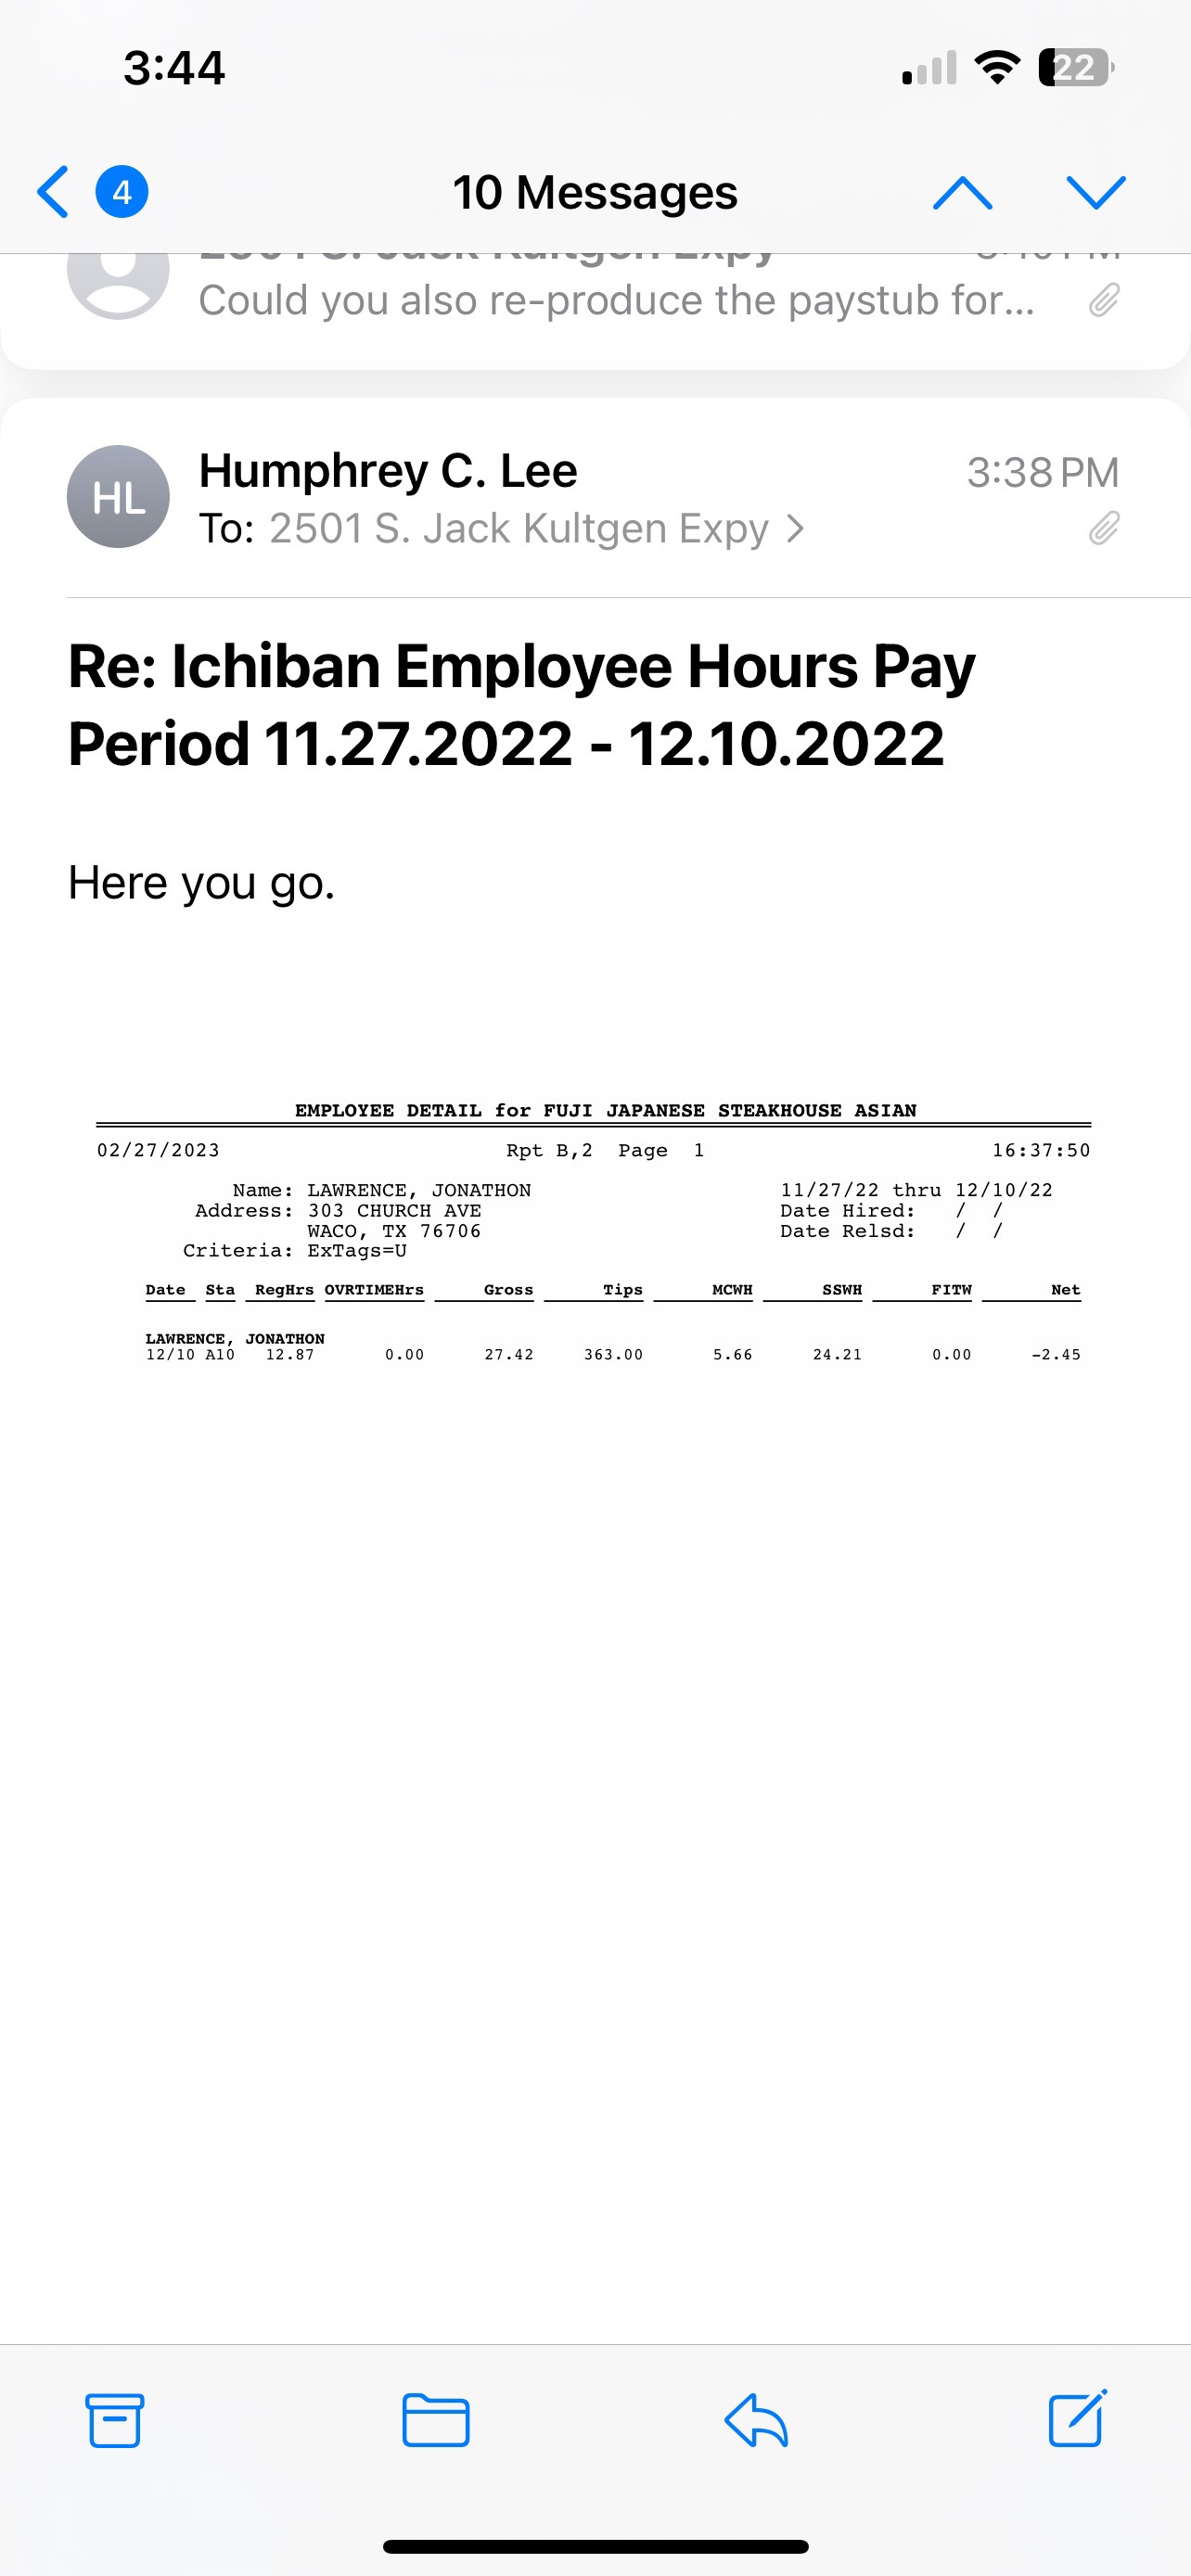 3:44
22
4
10 Messages
Could you also re-produce the paystub for...
HL
Humphrey C. Lee
3:38 PM
To: 2501 S. Jack Kultgen Expy
Re: Ichiban Employee Hours Pay
Period 11.27.2022 - 12.10.2022
Here you go.
EMPLOYEE DETAIL for FUJI JAPANESE STEAKHOUSE ASIAN
02/27/2023 Rpt B,2 Page 1 16:37:50
Name: LAWRENCE, JONATHON 11/27/22 thru 12/10/22
Address: 303 CHURCH AVE Date Hired: / /
WACO, TX 76706 Date Relsd: / /
Criteria: ExTags=U
Date Sta RegHrs OVRTIMEHrs Gross Tips MCWH SSWH FITW Net
LAWRENCE, JONATHON
12/10 A10 12.87 0.00 27.42 363.00 5.66 24.21 0.00 -2.45